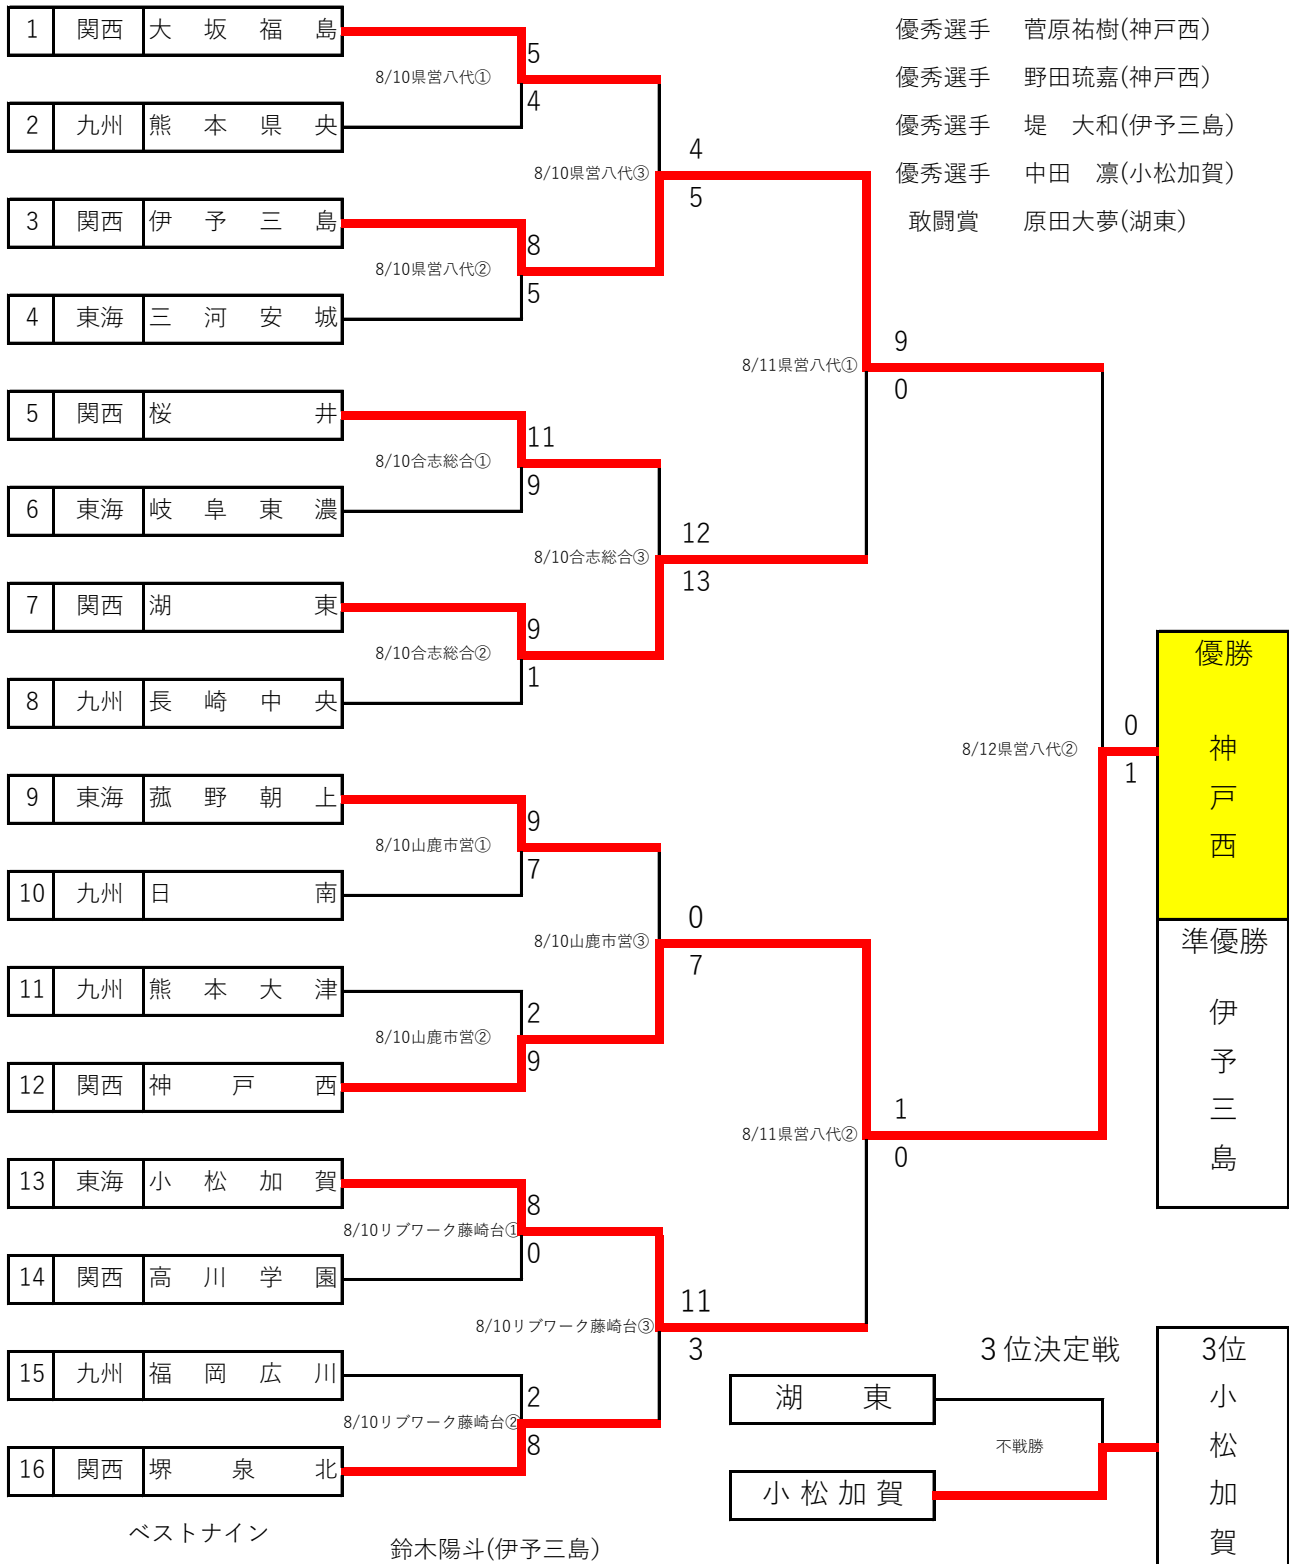 1 関西 大坂福島
5
8/10県営八代①
4
2 九州 熊本県央
4
8/10県営八代③
5
3 関西 伊予三島
8
8/10県営八代②
5
4 東海 三河安城
9
8/11県営八代①
0
5 関西 桜井
11
8/10合志総合①
9
6 東海 岐阜東濃
12
8/10合志総合③
13
7 関西 湖東
9
8/10合志総合②
1
8 九州 長崎中央
0
8/12県営八代②
1
9 東海 菰野朝上
9
8/10山鹿市営①
7
10 九州 日南
0
8/10山鹿市営③
7
11 九州 熊本大津
2
8/10山鹿市営②
9
12 関西 神戸西
1
8/11県営八代②
0
13 東海 小松加賀
8
8/10リブワーク藤崎台①
0
14 関西 高川学園
11
8/10リブワーク藤崎台③
3
15 九州 福岡広川
2
8/10リブワーク藤崎台②
8
16 関西 堺泉北
優秀選手 菅原祐樹(神戸西)
優秀選手 野田琉嘉(神戸西)
優秀選手 堤　大和(伊予三島)
優秀選手 中田　凛(小松加賀)
敢闘賞 原田大夢(湖東)
優勝
神戸西
準優勝
伊予三島
３位決定戦
湖東
不戦勝
小松加賀
3位
小松加賀
ベストナイン
鈴木陽斗(伊予三島)